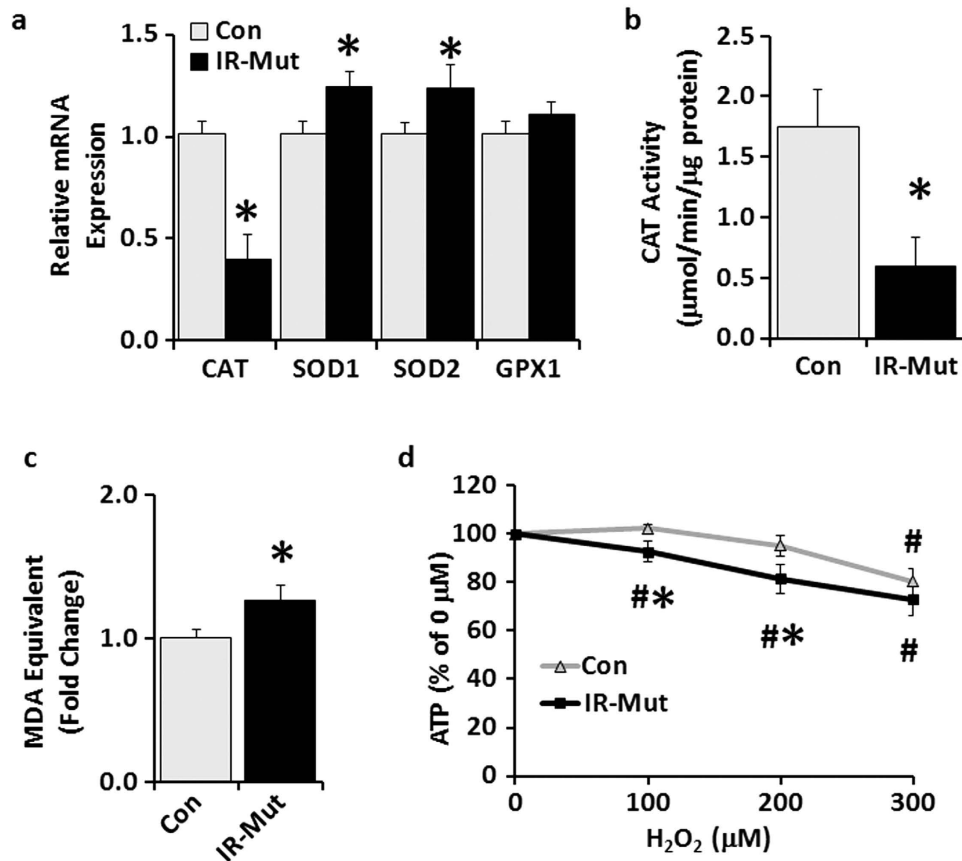 a
Con
IR-Mut
Relative mRNA
Expression
1.5
1.0
0.5
0.0
*
*
*
CAT SOD1 SOD2 GPX1
b
CAT Activity
(µmol/min/µg protein)
2.5
2.0
1.5
1.0
0.5
0.0
*
Con IR-Mut
c
MDA Equivalent
(Fold Change)
2.0
1.0
0.0
*
Con IR-Mut
d
ATP (% of 0 µM)
120
100
80
60
40
20
0
#*
#*
#
#
Con
IR-Mut
0 100 200 300
H₂O₂ (µM)